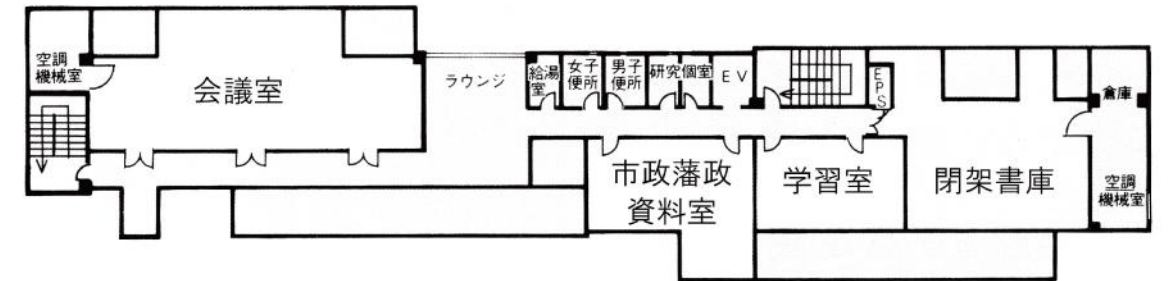 空調
機械室
会議室
ラウンジ
給湯
室
女子
便所
男子
便所
研究個室
EV
EPS
倉庫
市政藩政
資料室
学習室
閉架書庫
空調
機械室